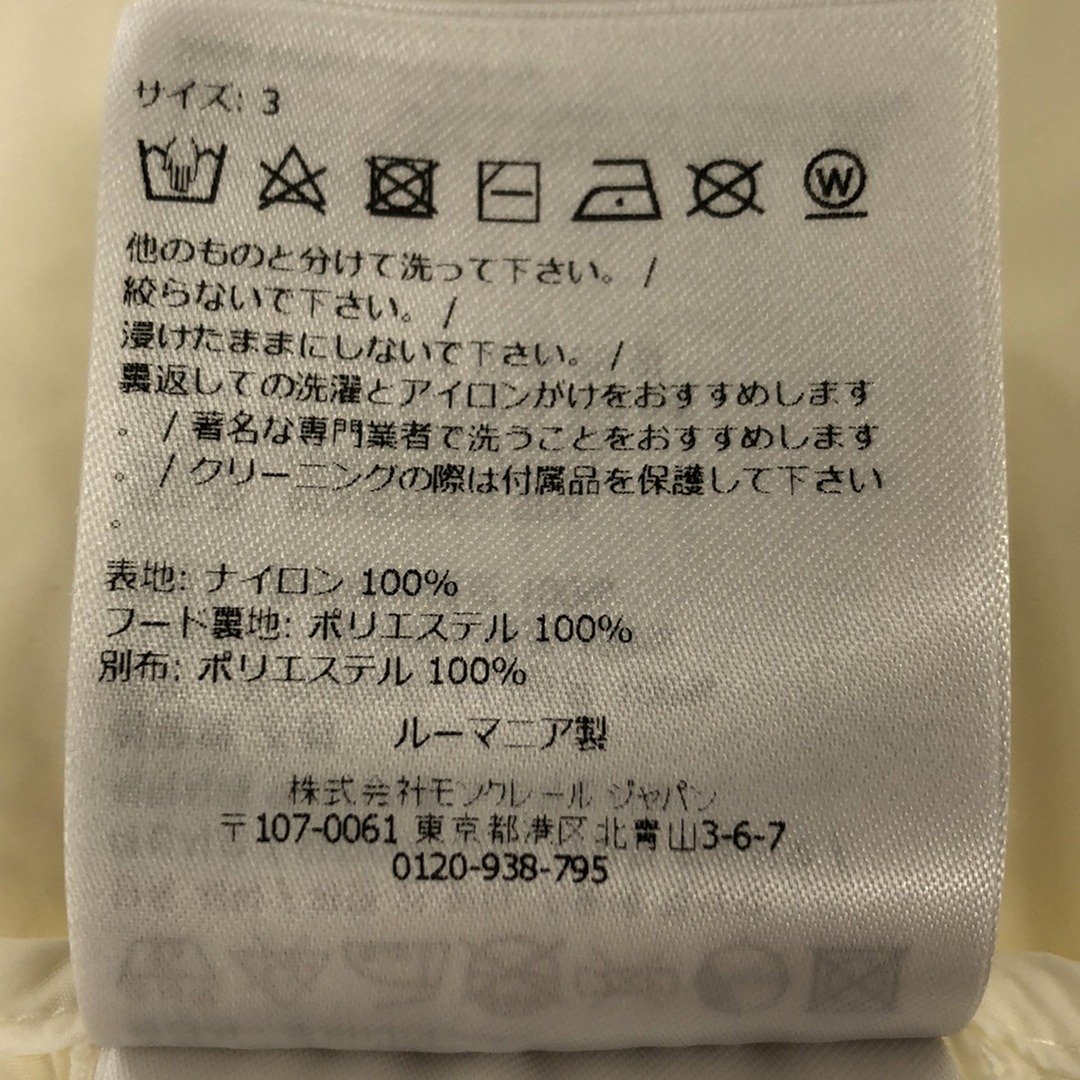 サイズ: 3
W
他のものと分けて洗って下さい。 /
絞らないで下さい。 /
浸けたままにしないで下さい。 /
裏返しての洗濯とアイロンがけをおすすめします
。 / 著名な専門業者で洗うことをおすすめします
。 / クリーニングの際は付属品を保護して下さい
。
表地: ナイロン 100%
フード裏地: ポリエステル 100%
別布: ポリエステル 100%
ルーマニア製
株式会社モンクレール ジャパン
〒107-0061 東京都港区北青山3-6-7
0120-938-795